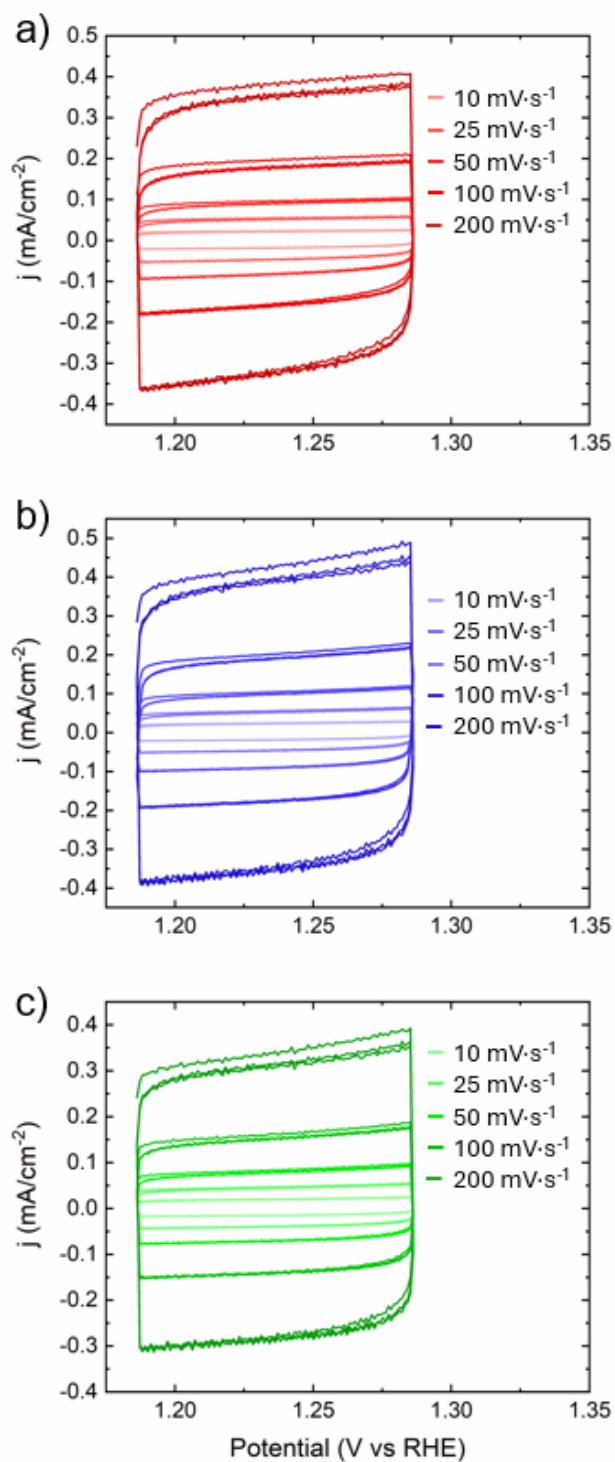 a)
0.5
0.4
0.3
0.2
0.1
0.0
-0.1
-0.2
-0.3
-0.4
j (mA/cm⁻²)
10 mV·s⁻¹
25 mV·s⁻¹
50 mV·s⁻¹
100 mV·s⁻¹
200 mV·s⁻¹
1.20 1.25 1.30 1.35
b)
0.5
0.4
0.3
0.2
0.1
0.0
-0.1
-0.2
-0.3
-0.4
j (mA/cm⁻²)
10 mV·s⁻¹
25 mV·s⁻¹
50 mV·s⁻¹
100 mV·s⁻¹
200 mV·s⁻¹
1.20 1.25 1.30 1.35
c)
0.4
0.3
0.2
0.1
0.0
-0.1
-0.2
-0.3
-0.4
j (mA/cm⁻²)
10 mV·s⁻¹
25 mV·s⁻¹
50 mV·s⁻¹
100 mV·s⁻¹
200 mV·s⁻¹
1.20 1.25 1.30 1.35
Potential (V vs RHE)